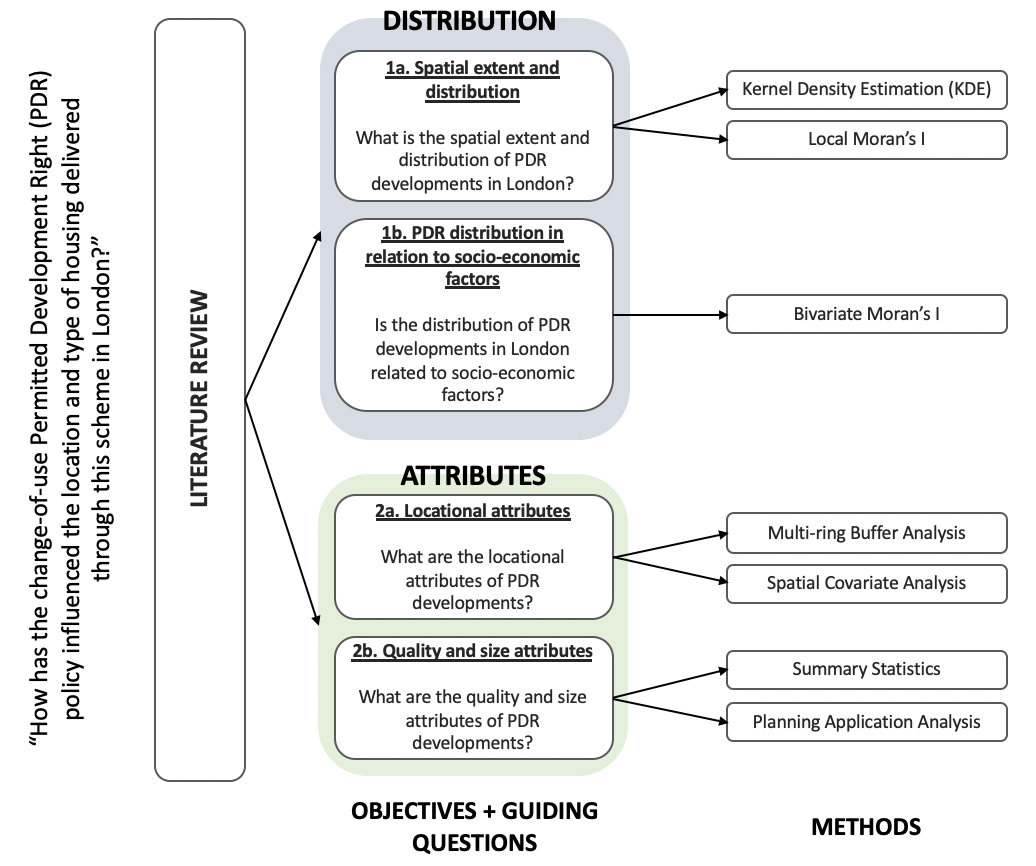 “How has the change-of-use Permitted Development Right (PDR)
policy influenced the location and type of housing delivered
through this scheme in London?”
LITERATURE REVIEW
DISTRIBUTION
1a. Spatial extent and
distribution
What is the spatial extent and
distribution of PDR
developments in London?
Kernel Density Estimation (KDE)
Local Moran’s I
1b. PDR distribution in
relation to socio-economic
factors
Is the distribution of PDR
developments in London
related to socio-economic
factors?
Bivariate Moran’s I
ATTRIBUTES
2a. Locational attributes
What are the locational
attributes of PDR
developments?
Multi-ring Buffer Analysis
Spatial Covariate Analysis
2b. Quality and size attributes
What are the quality and size
attributes of PDR
developments?
Summary Statistics
Planning Application Analysis
OBJECTIVES + GUIDING
QUESTIONS
METHODS